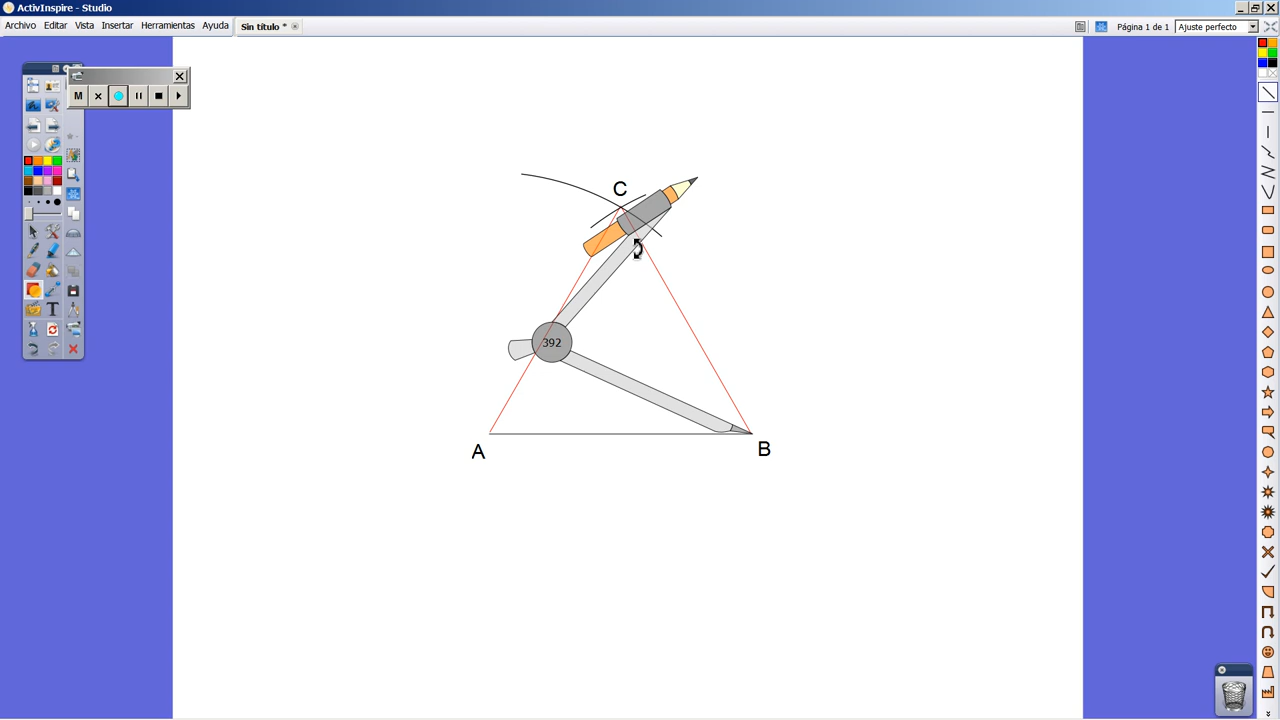 ActivInspire - Studio
Archivo Editar Vista Insertar Herramientas Ayuda
Sin título *
Página 1 de 1
Ajuste perfecto
M
C
392
A
B